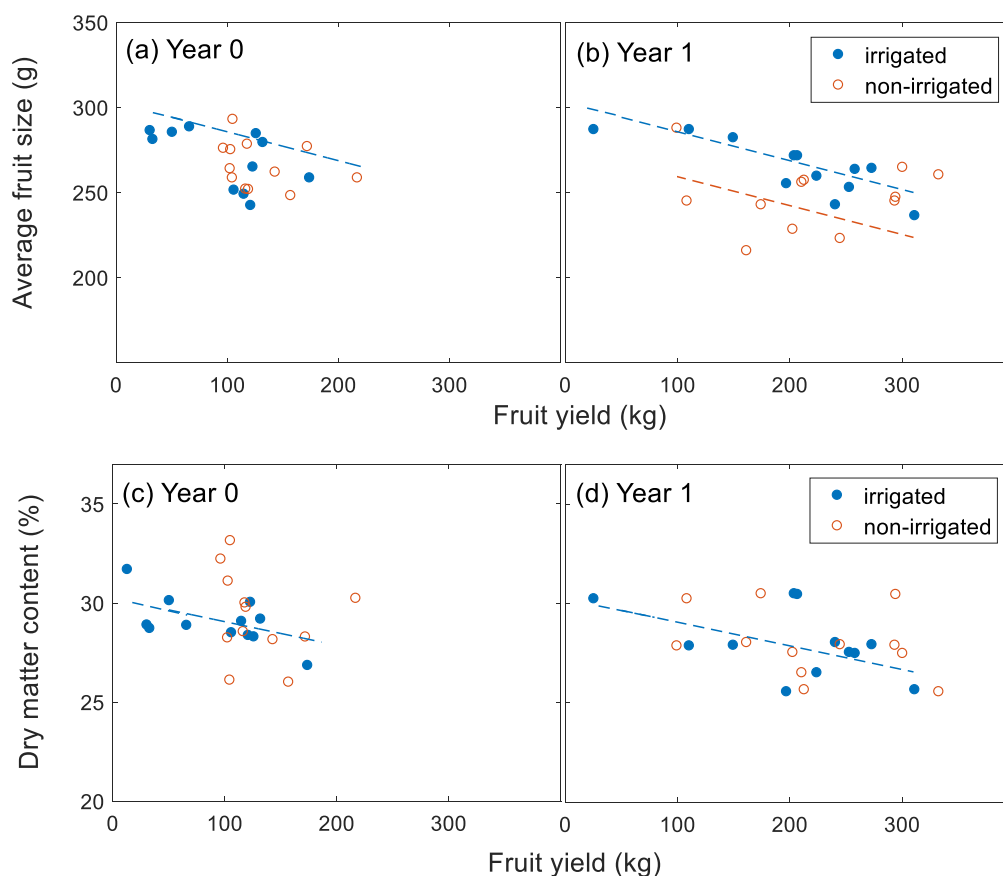 (a) Year 0
(b) Year 1
irrigated
non-irrigated
350
300
250
200
Average fruit size (g)
0 100 200 300
0 100 200 300
Fruit yield (kg)
(c) Year 0
(d) Year 1
irrigated
non-irrigated
35
30
25
20
Dry matter content (%)
0 100 200 300
0 100 200 300
Fruit yield (kg)